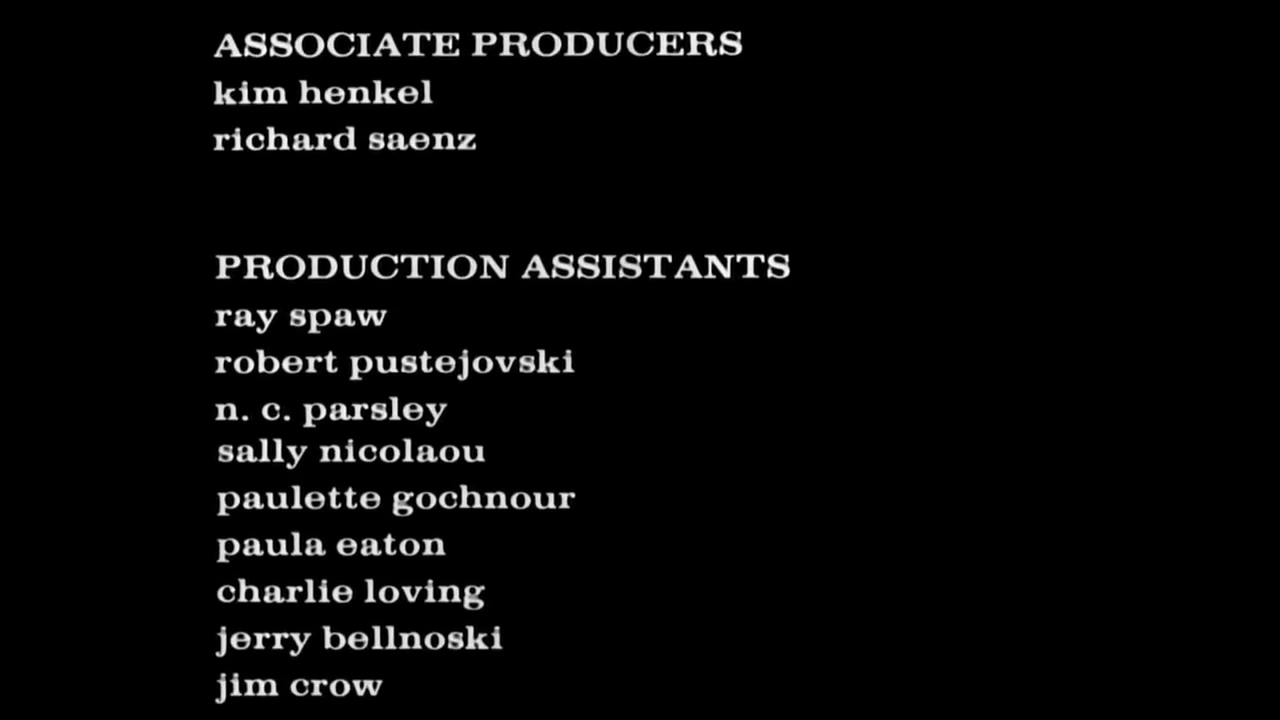 ASSOCIATE PRODUCERS
kim henkel
richard saenz
PRODUCTION ASSISTANTS
ray spaw
robert pustejovski
n. c. parsley
sally nicolaou
paulette gochnour
paula eaton
charlie loving
jerry bellnoski
jim crow